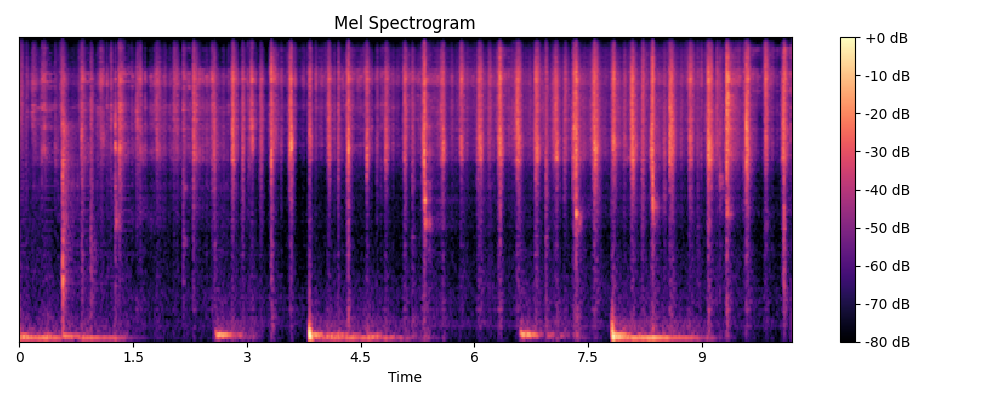 Mel Spectrogram
+0 dB
-10 dB
-20 dB
-30 dB
-40 dB
-50 dB
-60 dB
-70 dB
-80 dB
0 1.5 3 4.5 6 7.5 9
Time